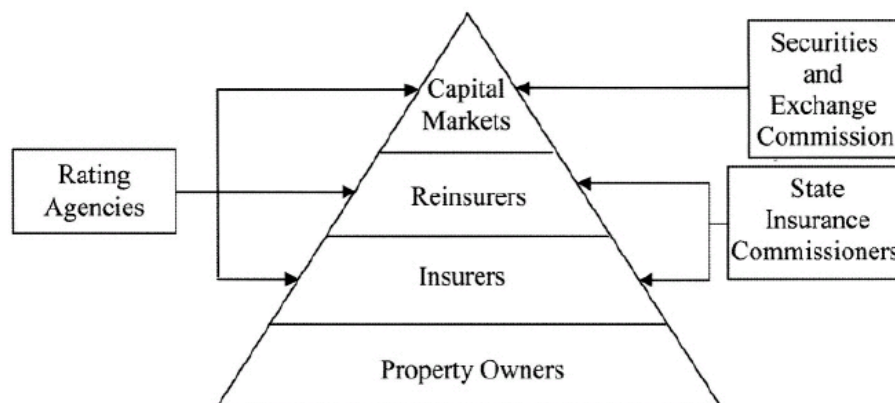 Securities
and
Exchange
Commission
Capital
Markets
Rating
Agencies
Reinsurers
State
Insurance
Commissioners
Insurers
Property Owners